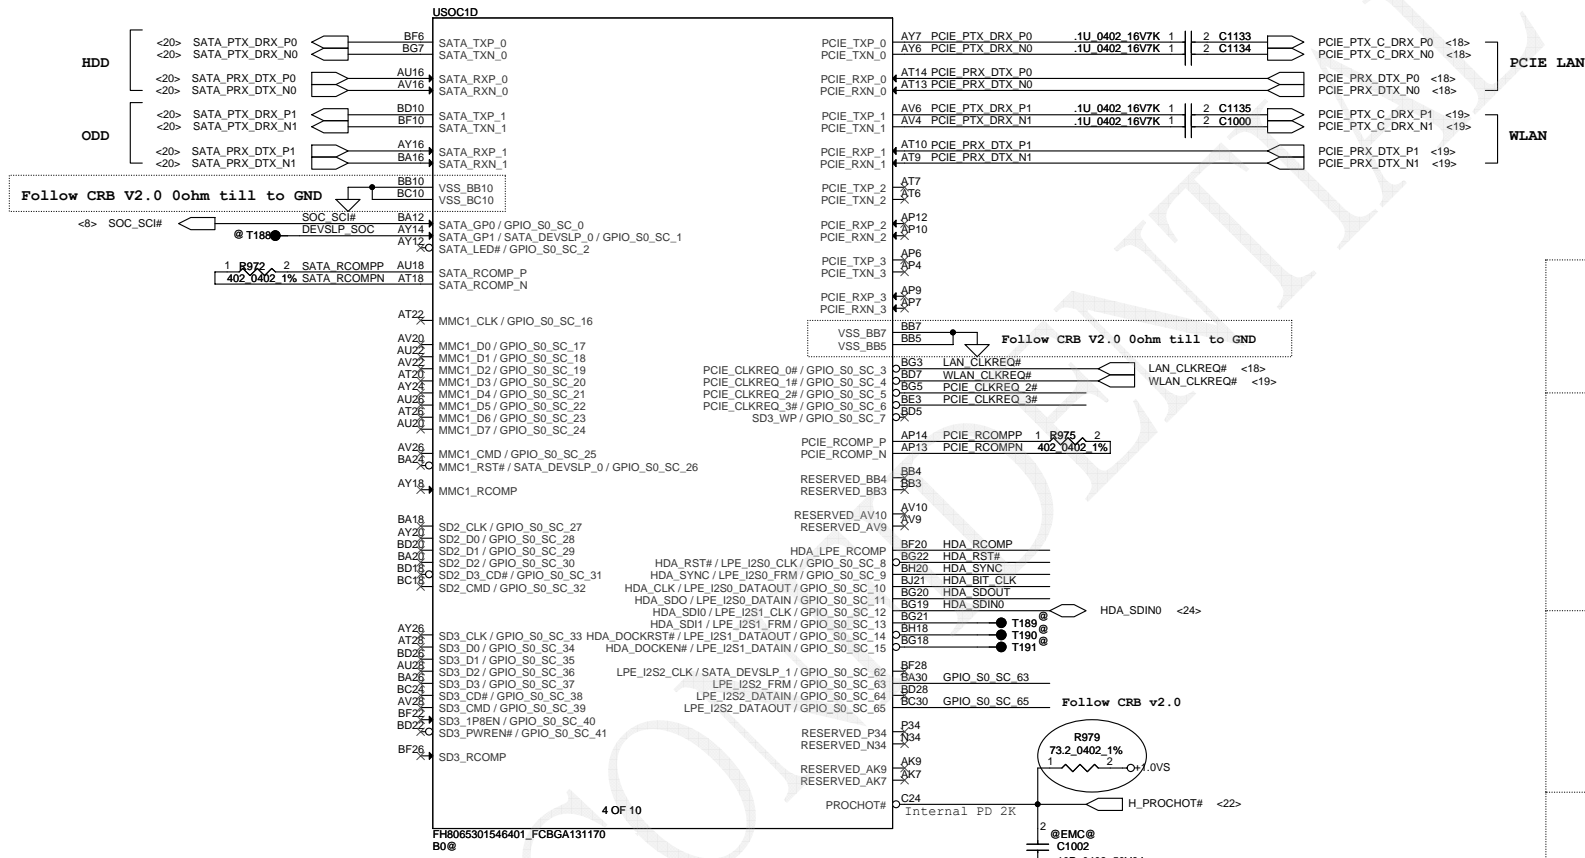 USOC1D
HDD
<20> SATA_PTX_DRX_P0 BF6 SATA_TXP_0
<20> SATA_PTX_DRX_N0 BG7 SATA_TXN_0
<20> SATA_PRX_DTX_P0 AU16 SATA_RXP_0
<20> SATA_PRX_DTX_N0 AV16 SATA_RXN_0
ODD
<20> SATA_PTX_DRX_P1 BD10 SATA_TXP_1
<20> SATA_PTX_DRX_N1 BF10 SATA_TXN_1
<20> SATA_PRX_DTX_P1 AY16 SATA_RXP_1
<20> SATA_PRX_DTX_N1 BA16 SATA_RXN_1
Follow CRB V2.0 0ohm till to GND
BB10 VSS_BB10
BC10 VSS_BC10
<8> SOC_SCI# SOC_SCI# BA12 SATA_GP0 / GPIO_S0_SC_0
@ T188 DEVSLP_SOC AY14 SATA_GP1 / SATA_DEVSLP_0 / GPIO_S0_SC_1
AY12 SATA_LED# / GPIO_S0_SC_2
1 R972 2 SATA_RCOMPP AU18 SATA_RCOMP_P
402_0402_1% SATA_RCOMPN AT18 SATA_RCOMP_N
AT22 MMC1_CLK / GPIO_S0_SC_16
AV20 MMC1_D0 / GPIO_S0_SC_17
AU22 MMC1_D1 / GPIO_S0_SC_18
AV22 MMC1_D2 / GPIO_S0_SC_19
AT20 MMC1_D3 / GPIO_S0_SC_20
AY24 MMC1_D4 / GPIO_S0_SC_21
AU26 MMC1_D5 / GPIO_S0_SC_22
AT26 MMC1_D6 / GPIO_S0_SC_23
AU20 MMC1_D7 / GPIO_S0_SC_24
AV26 MMC1_CMD / GPIO_S0_SC_25
BA24 MMC1_RST# / SATA_DEVSLP_0 / GPIO_S0_SC_26
AY18 MMC1_RCOMP
BA18 SD2_CLK / GPIO_S0_SC_27
AY20 SD2_D0 / GPIO_S0_SC_28
BD20 SD2_D1 / GPIO_S0_SC_29
BA20 SD2_D2 / GPIO_S0_SC_30
BD18 SD2_D3_CD# / GPIO_S0_SC_31
BC18 SD2_CMD / GPIO_S0_SC_32
AY26 SD3_CLK / GPIO_S0_SC_33
AT28 SD3_D0 / GPIO_S0_SC_34
BD26 SD3_D1 / GPIO_S0_SC_35
AU28 SD3_D2 / GPIO_S0_SC_36
BA26 SD3_D3 / GPIO_S0_SC_37
BC24 SD3_CD# / GPIO_S0_SC_38
AV28 SD3_CMD / GPIO_S0_SC_39
BF22 SD3_1P8EN / GPIO_S0_SC_40
BD22 SD3_PWREN# / GPIO_S0_SC_41
BF26 SD3_RCOMP
PCIE_TXP_0 AY7 PCIE_PTX_DRX_P0 .1U_0402_16V7K 1 2 C1133 PCIE_PTX_C_DRX_P0 <18>
PCIE_TXN_0 AY6 PCIE_PTX_DRX_N0 .1U_0402_16V7K 1 2 C1134 PCIE_PTX_C_DRX_N0 <18>
PCIE LAN
PCIE_RXP_0 AT14 PCIE_PRX_DTX_P0 PCIE_PRX_DTX_P0 <18>
PCIE_RXN_0 AT13 PCIE_PRX_DTX_N0 PCIE_PRX_DTX_N0 <18>
PCIE_TXP_1 AV6 PCIE_PTX_DRX_P1 .1U_0402_16V7K 1 2 C1135 PCIE_PTX_C_DRX_P1 <19>
PCIE_TXN_1 AV4 PCIE_PTX_DRX_N1 .1U_0402_16V7K 1 2 C1000 PCIE_PTX_C_DRX_N1 <19>
WLAN
PCIE_RXP_1 AT10 PCIE_PRX_DTX_P1 PCIE_PRX_DTX_P1 <19>
PCIE_RXN_1 AT9 PCIE_PRX_DTX_N1 PCIE_PRX_DTX_N1 <19>
PCIE_TXP_2 AT7
PCIE_TXN_2 AT6
PCIE_RXP_2 AP12
PCIE_RXN_2 AP10
PCIE_TXP_3 AP6
PCIE_TXN_3 AP4
PCIE_RXP_3 AP9
PCIE_RXN_3 AP7
VSS_BB7 BB7
VSS_BB5 BB5
Follow CRB V2.0 0ohm till to GND
PCIE_CLKREQ_0# / GPIO_S0_SC_3 BG3 LAN_CLKREQ# LAN_CLKREQ# <18>
PCIE_CLKREQ_1# / GPIO_S0_SC_4 BD7 WLAN_CLKREQ# WLAN_CLKREQ# <19>
PCIE_CLKREQ_2# / GPIO_S0_SC_5 BG5 PCIE_CLKREQ_2#
PCIE_CLKREQ_3# / GPIO_S0_SC_6 BE3 PCIE_CLKREQ_3#
SD3_WP / GPIO_S0_SC_7 BD5
PCIE_RCOMP_P AP14 PCIE_RCOMPP 1 R975 2
PCIE_RCOMP_N AP13 PCIE_RCOMPN 402_0402_1%
RESERVED_BB4 BB4
RESERVED_BB3 BB3
RESERVED_AV10 AV10
RESERVED_AV9 AV9
HDA_LPE_RCOMP BF20 HDA_RCOMP
HDA_RST# / LPE_I2S0_CLK / GPIO_S0_SC_8 BG22 HDA_RST#
HDA_SYNC / LPE_I2S0_FRM / GPIO_S0_SC_9 BH20 HDA_SYNC
HDA_CLK / LPE_I2S0_DATAOUT / GPIO_S0_SC_10 BJ21 HDA_BIT_CLK
HDA_SDO / LPE_I2S0_DATAIN / GPIO_S0_SC_11 BG20 HDA_SDOUT
HDA_SDI0 / LPE_I2S1_CLK / GPIO_S0_SC_12 BG19 HDA_SDIN0 HDA_SDIN0 <24>
HDA_SDI1 / LPE_I2S1_FRM / GPIO_S0_SC_13 BG21 T189 @
HDA_DOCKRST# / LPE_I2S1_DATAOUT / GPIO_S0_SC_14 BH18 T190 @
HDA_DOCKEN# / LPE_I2S1_DATAIN / GPIO_S0_SC_15 BG18 T191 @
LPE_I2S2_CLK / SATA_DEVSLP_1 / GPIO_S0_SC_62 BF28
LPE_I2S2_FRM / GPIO_S0_SC_63 BA30 GPIO_S0_SC_63
LPE_I2S2_DATAIN / GPIO_S0_SC_64 BD28
LPE_I2S2_DATAOUT / GPIO_S0_SC_65 BC30 GPIO_S0_SC_65
Follow CRB v2.0
RESERVED_P34 P34
RESERVED_N34 N34
R979
73.2_0402_1%
1 2 +1.0VS
RESERVED_AK9 AK9
RESERVED_AK7 AK7
PROCHOT# C24 H_PROCHOT# <22>
Internal PD 2K
4 OF 10
2 @EMC@
C1002
FH8065301546401_FCBGA131170
B0@